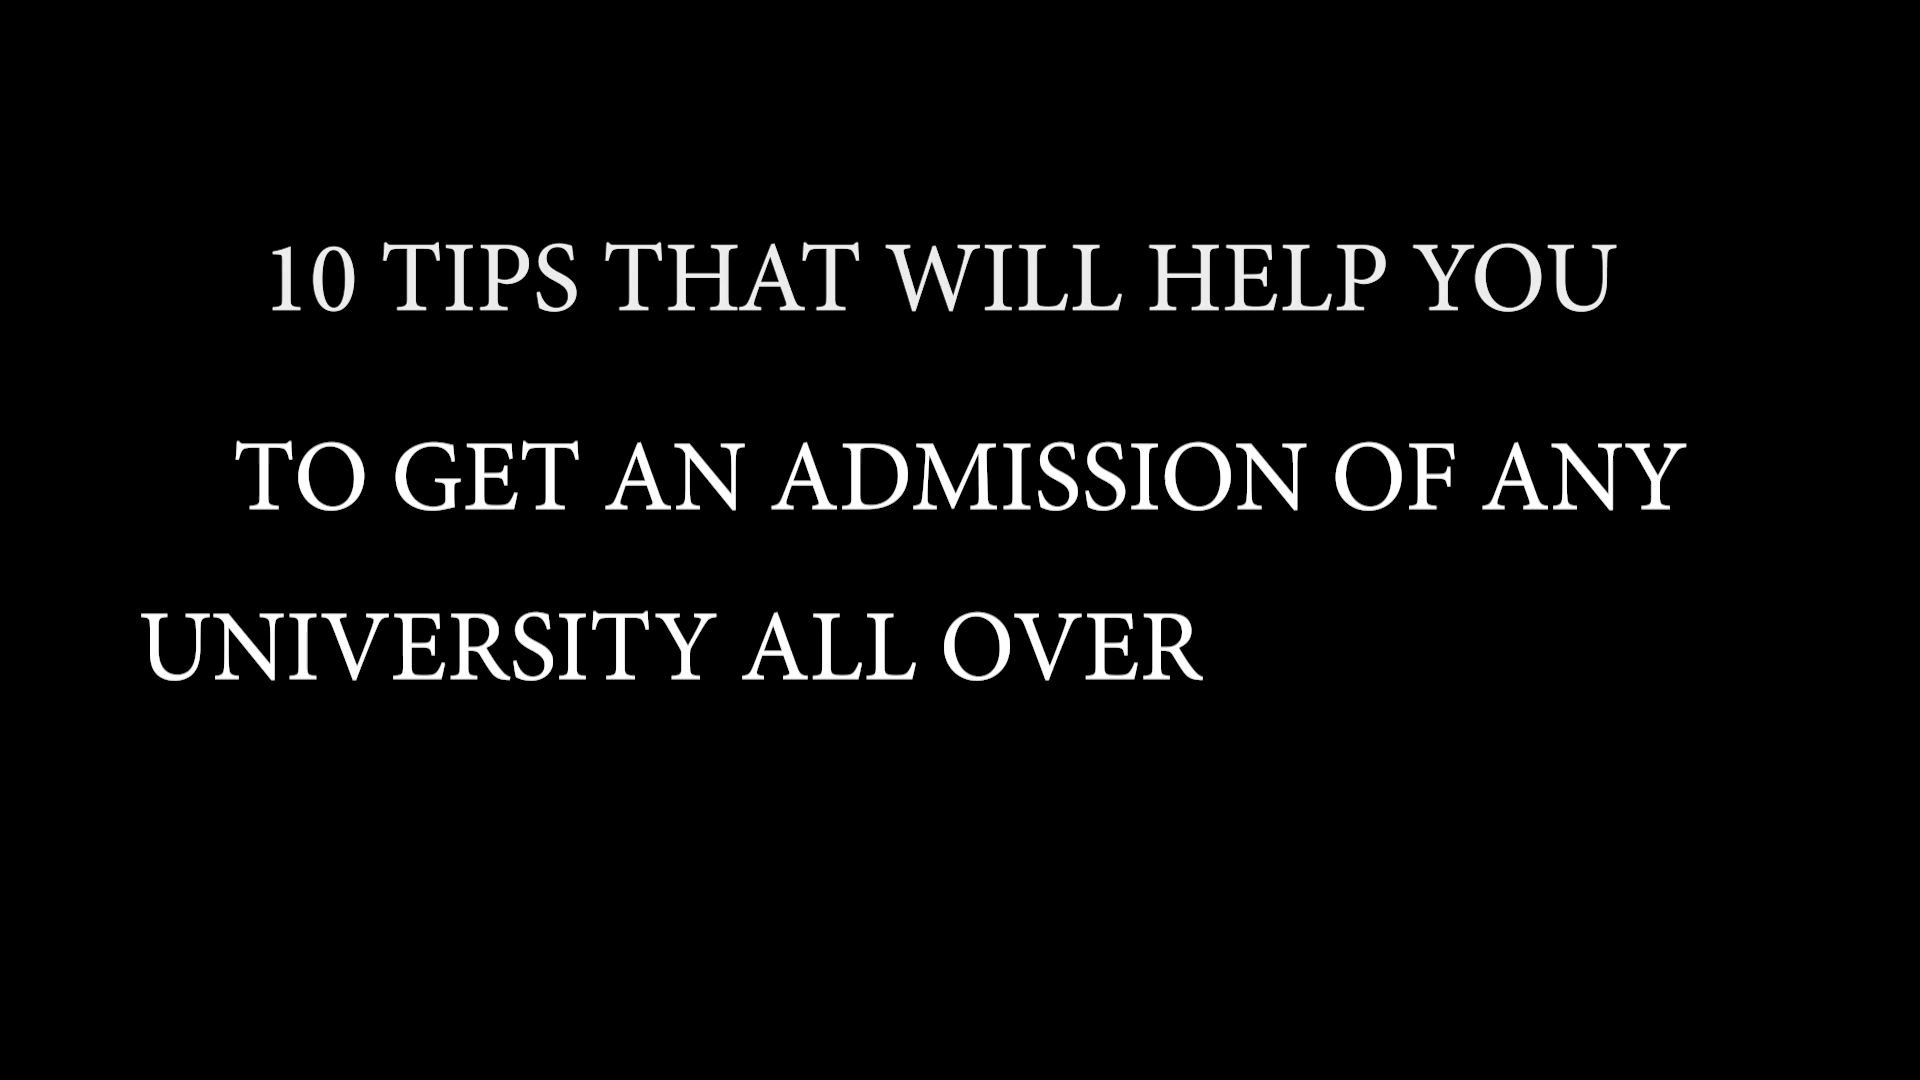 10 TIPS THAT WILL HELP YOU
TO GET AN ADMISSION OF ANY
UNIVERSITY ALL OVER